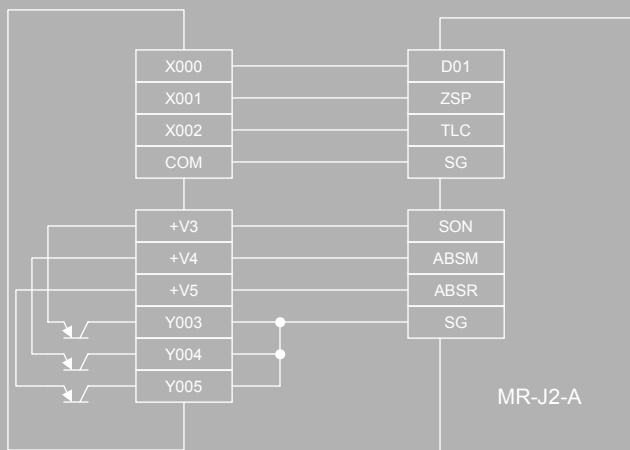 X000 D01
X001 ZSP
X002 TLC
COM SG
+V3 SON
+V4 ABSM
+V5 ABSR
Y003 SG
Y004
Y005
MR-J2-A